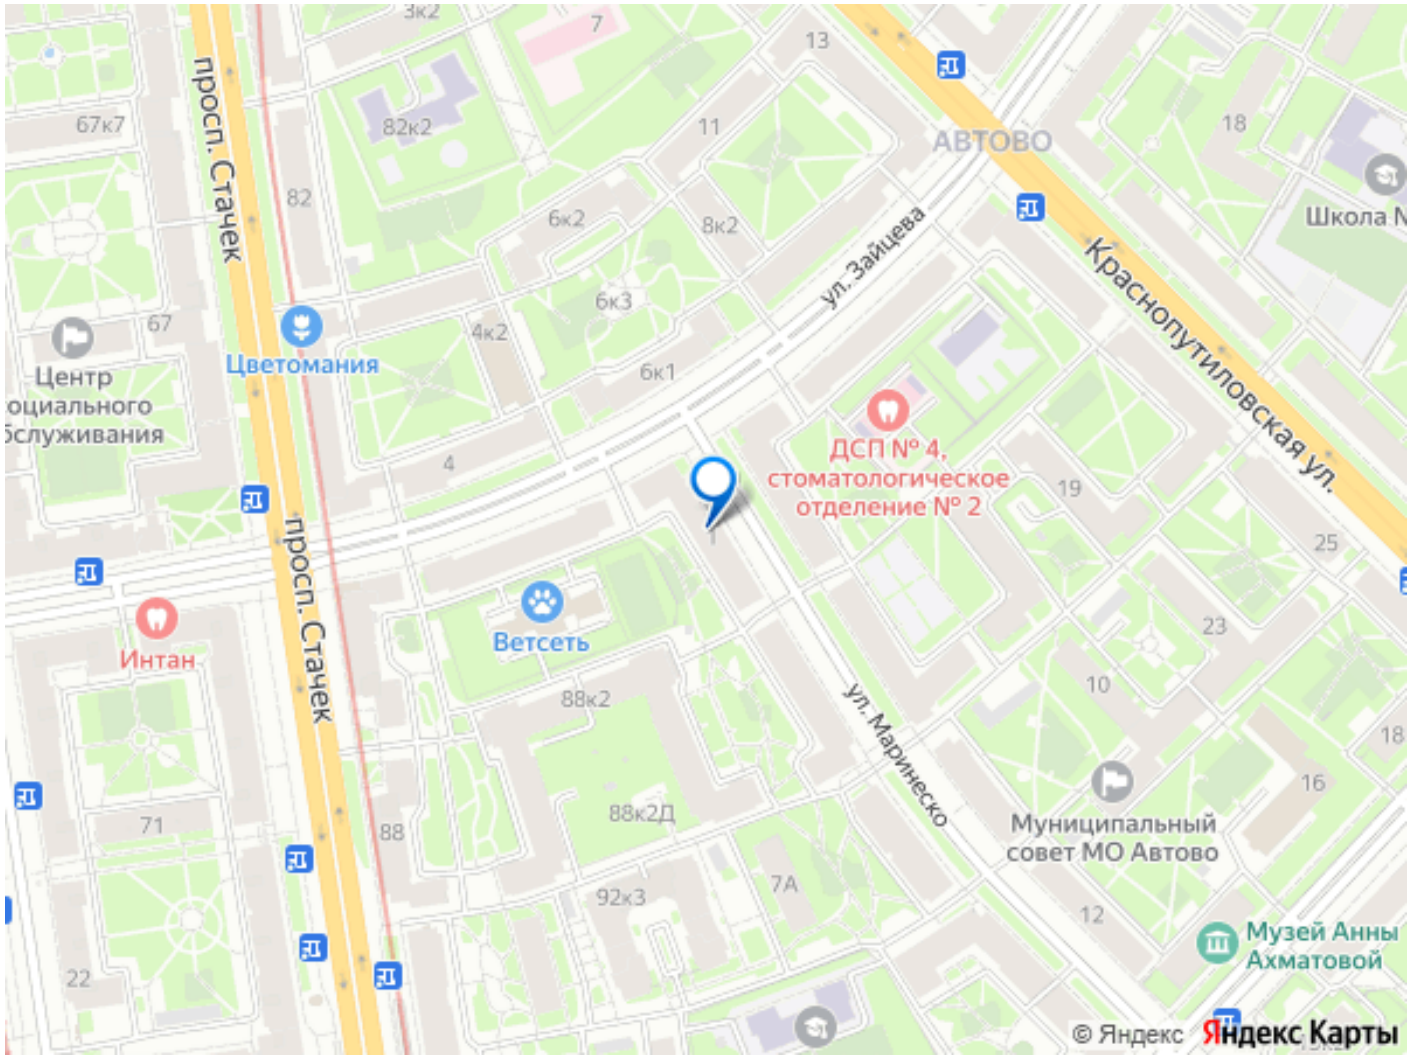 3к2
7
13
просп. Стачек
67к7
82к2
11
АВТОВО
18
82
6к2
8к2
ул. Зайцева
Школа N
67
Цветомания
4к2
6к3
6к1
Краснопутиловская ул.
Центр
социального
обслуживания
4
ДСП № 4,
стоматологическое
отделение № 2
19
25
1
просп. Стачек
Ветсеть
Интан
23
10
88к2
ул. Маринеско
18
16
71
88
88к2Д
Муниципальный
совет МО Автово
7А
92к3
12
22
Музей Анны
Ахматовой
© Яндекс Яндекс Карты